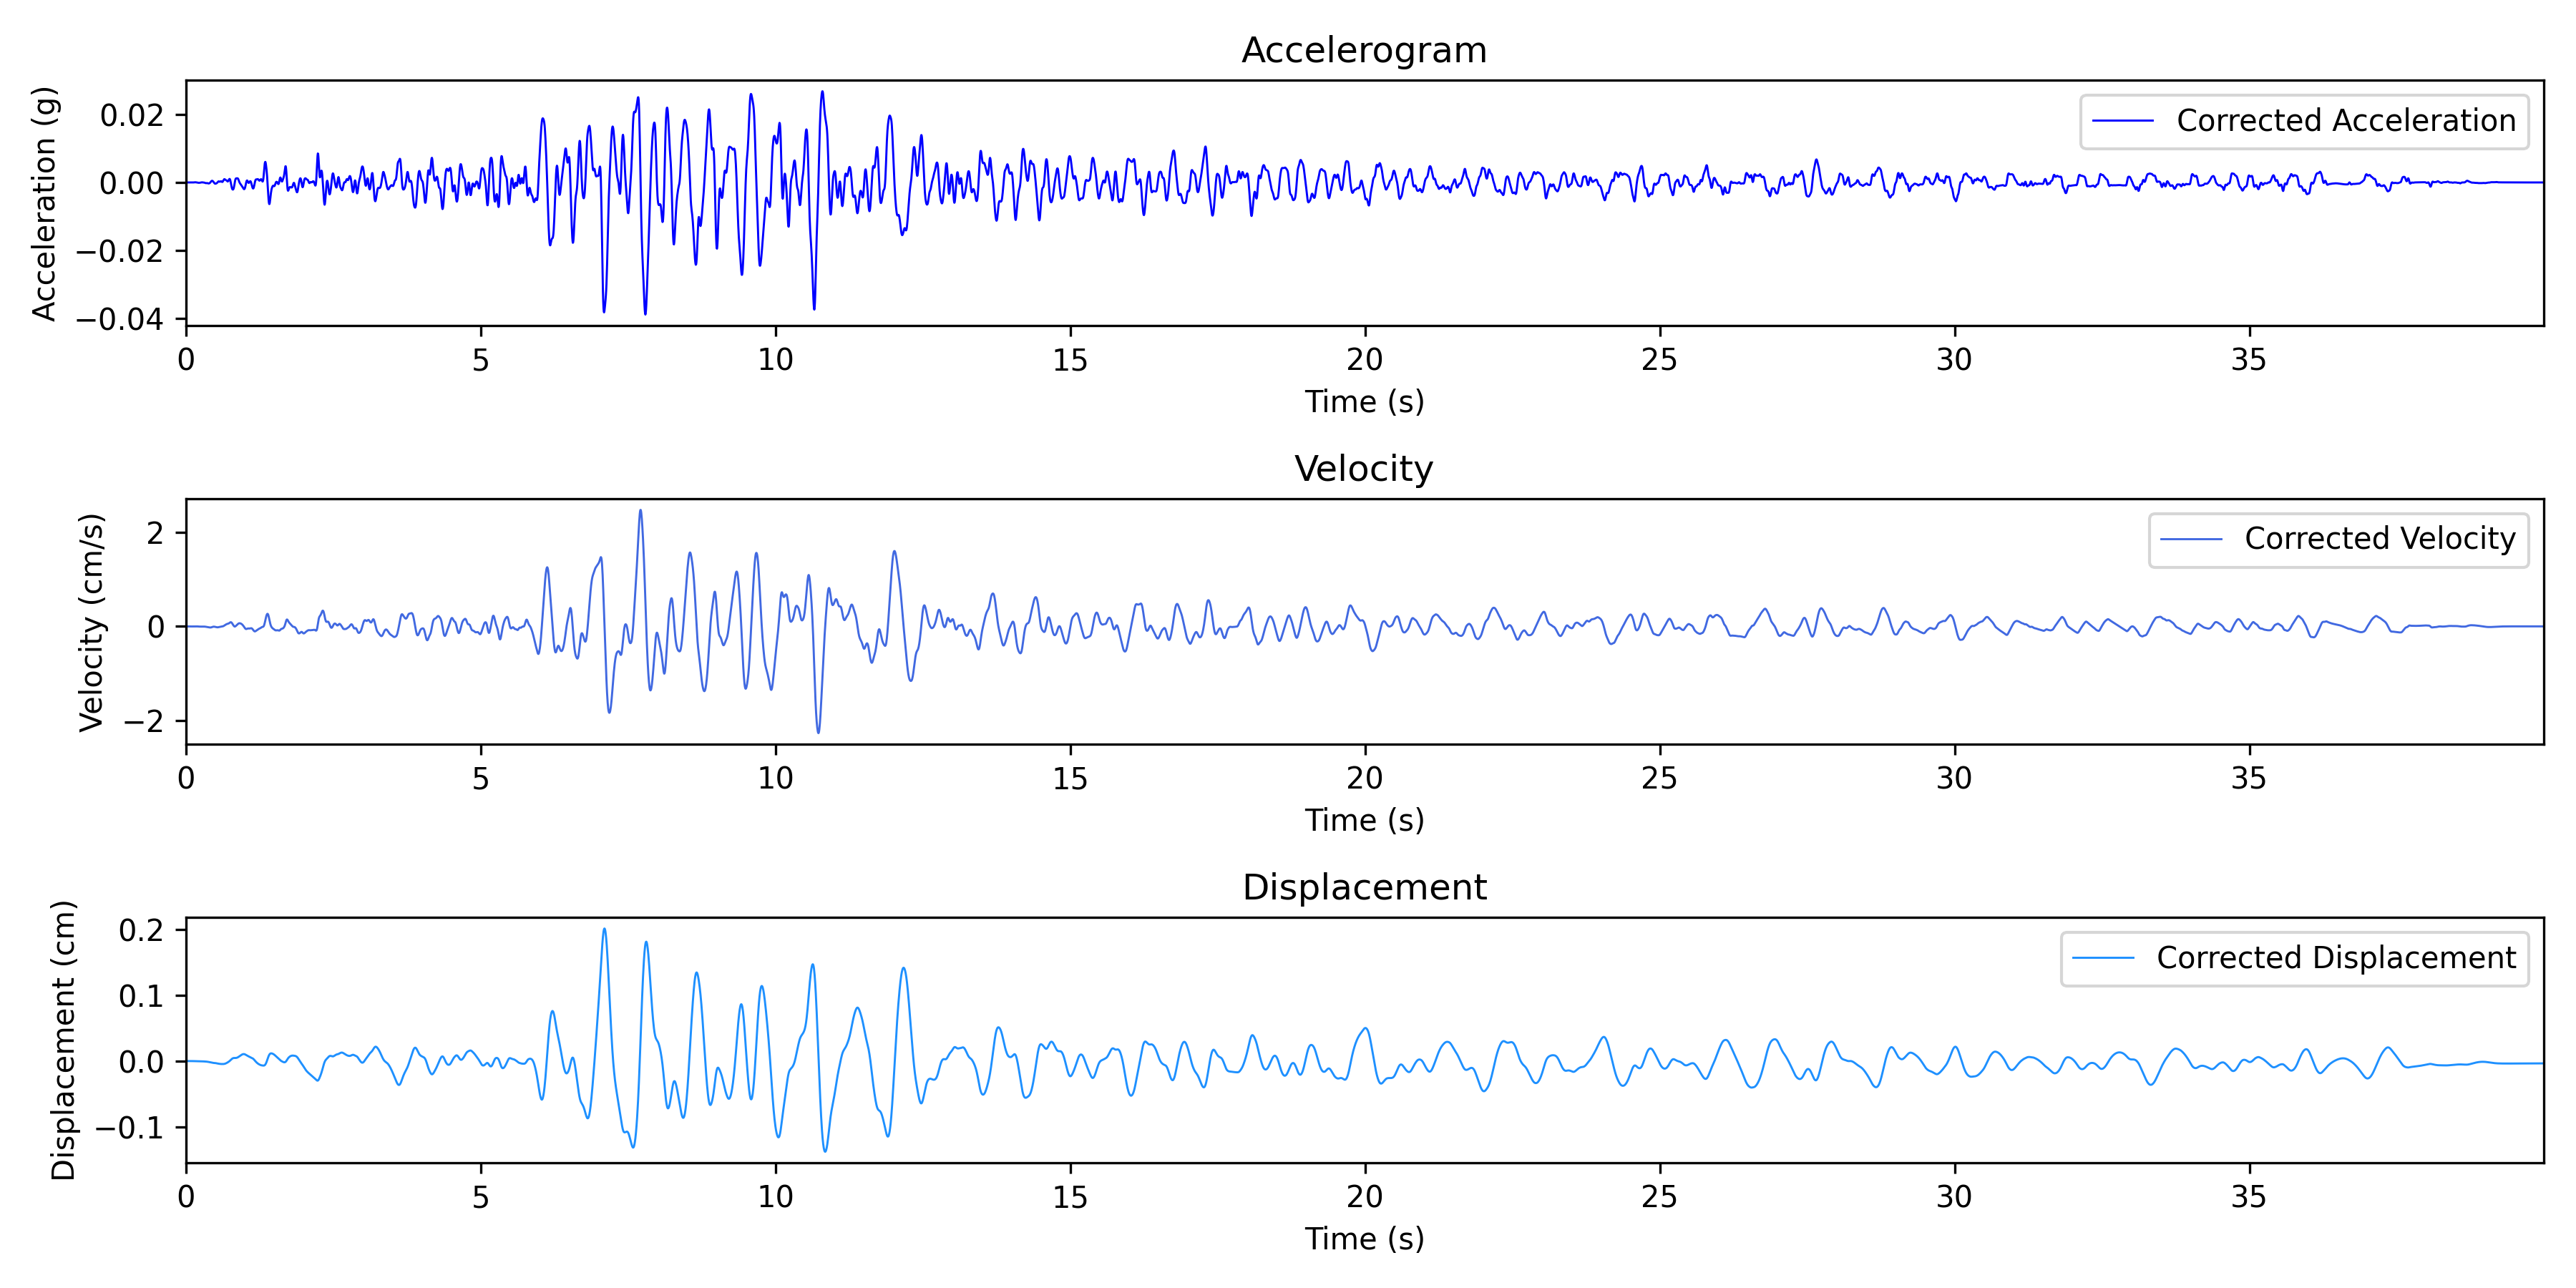 Accelerogram
Acceleration (g)
0.02
0.00
−0.02
−0.04
Corrected Acceleration
0 5 10 15 20 25 30 35
Time (s)
Velocity
Velocity (cm/s)
2
0
−2
Corrected Velocity
0 5 10 15 20 25 30 35
Time (s)
Displacement
Displacement (cm)
0.2
0.1
0.0
−0.1
Corrected Displacement
0 5 10 15 20 25 30 35
Time (s)